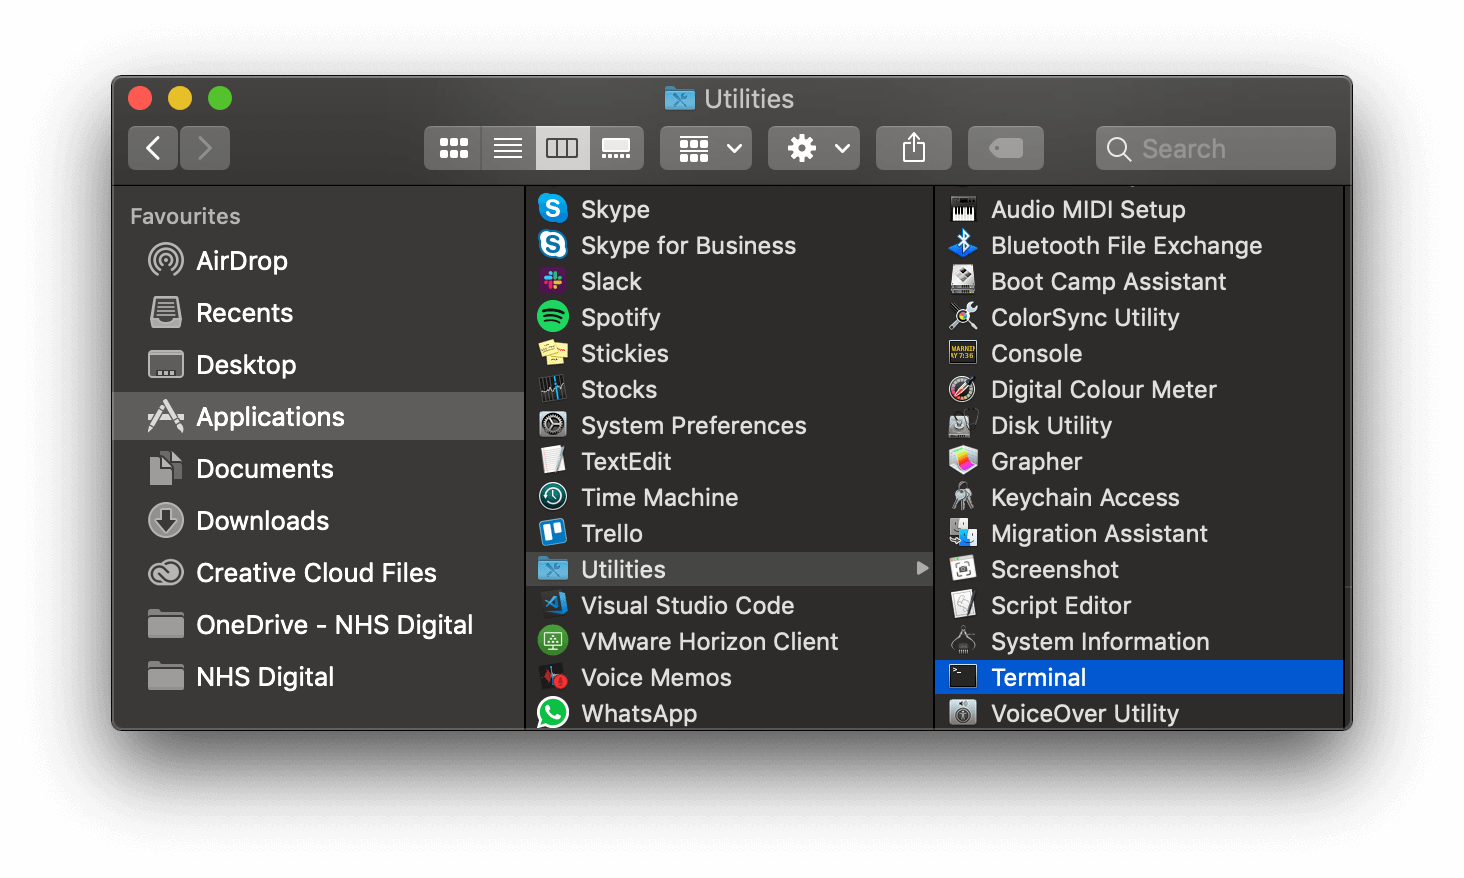 Utilities
Search
Favourites
AirDrop
Recents
Desktop
Applications
Documents
Downloads
Creative Cloud Files
OneDrive - NHS Digital
NHS Digital
Skype
Skype for Business
Slack
Spotify
Stickies
Stocks
System Preferences
TextEdit
Time Machine
Trello
Utilities
Visual Studio Code
VMware Horizon Client
Voice Memos
WhatsApp
Audio MIDI Setup
Bluetooth File Exchange
Boot Camp Assistant
ColorSync Utility
Console
Digital Colour Meter
Disk Utility
Grapher
Keychain Access
Migration Assistant
Screenshot
Script Editor
System Information
Terminal
VoiceOver Utility